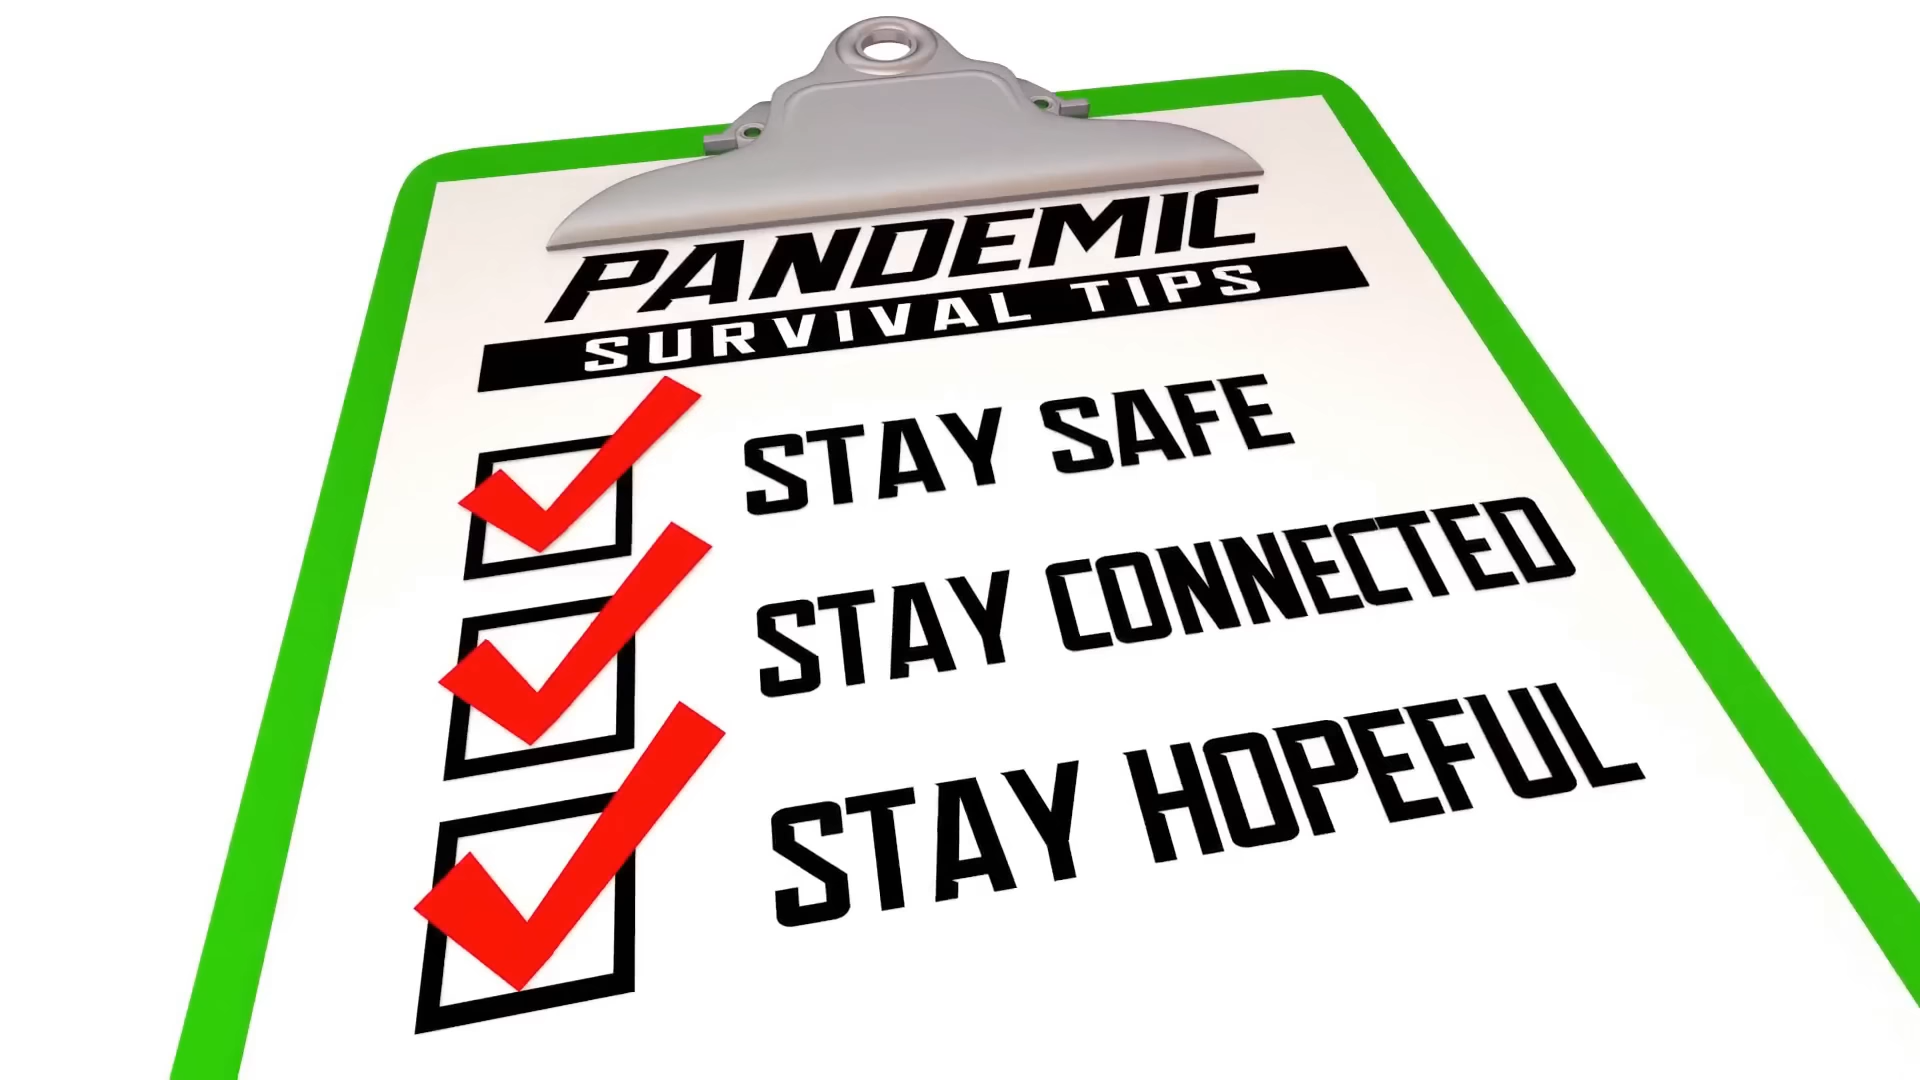 PANDEMIC
SURVIVAL TIPS
STAY SAFE
STAY CONNECTED
STAY HOPEFUL